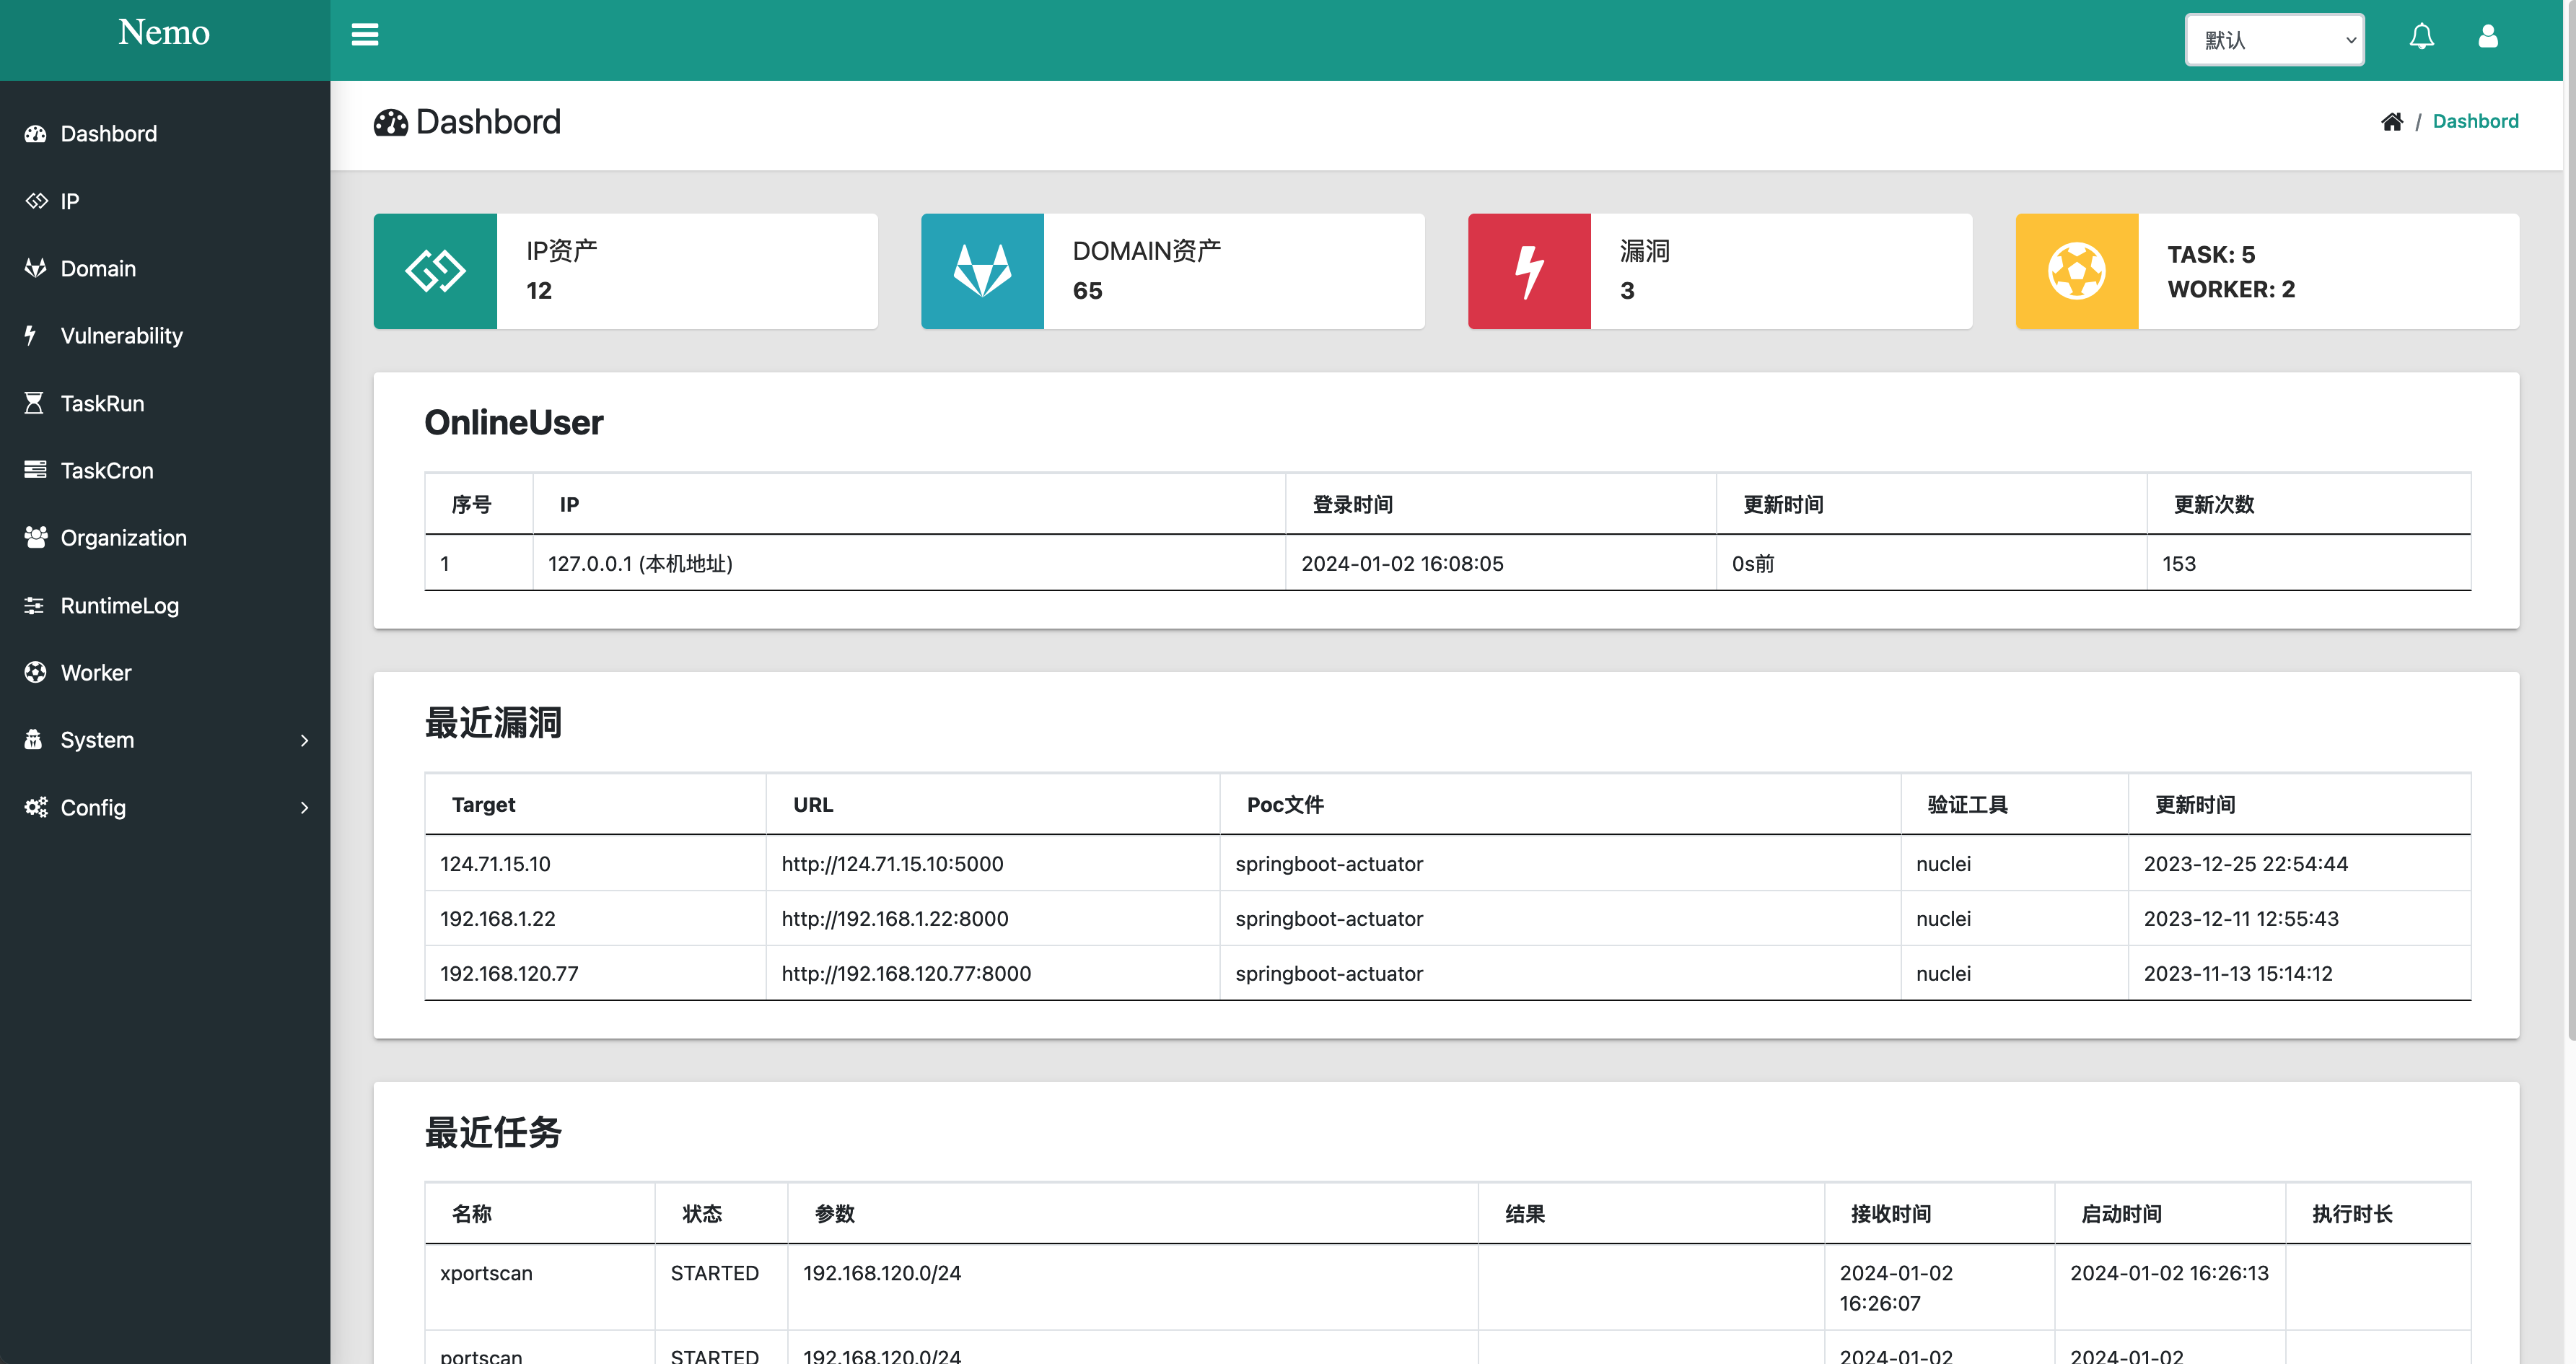 Nemo
默认
Dashbord
IP
Domain
Vulnerability
TaskRun
TaskCron
Organization
RuntimeLog
Worker
System
Config
Dashbord
/ Dashbord
IP资产
12
DOMAIN资产
65
漏洞
3
TASK: 5
WORKER: 2
OnlineUser
序号 IP 登录时间 更新时间 更新次数
1 127.0.0.1 (本机地址) 2024-01-02 16:08:05 0s前 153
最近漏洞
Target URL Poc文件 验证工具 更新时间
124.71.15.10 http://124.71.15.10:5000 springboot-actuator nuclei 2023-12-25 22:54:44
192.168.1.22 http://192.168.1.22:8000 springboot-actuator nuclei 2023-12-11 12:55:43
192.168.120.77 http://192.168.120.77:8000 springboot-actuator nuclei 2023-11-13 15:14:12
最近任务
名称 状态 参数 结果 接收时间 启动时间 执行时长
xportscan STARTED 192.168.120.0/24 2024-01-02 2024-01-02 16:26:13
16:26:07
portscan STARTED 192.168.120.0/24 2024-01-02 2024-01-02